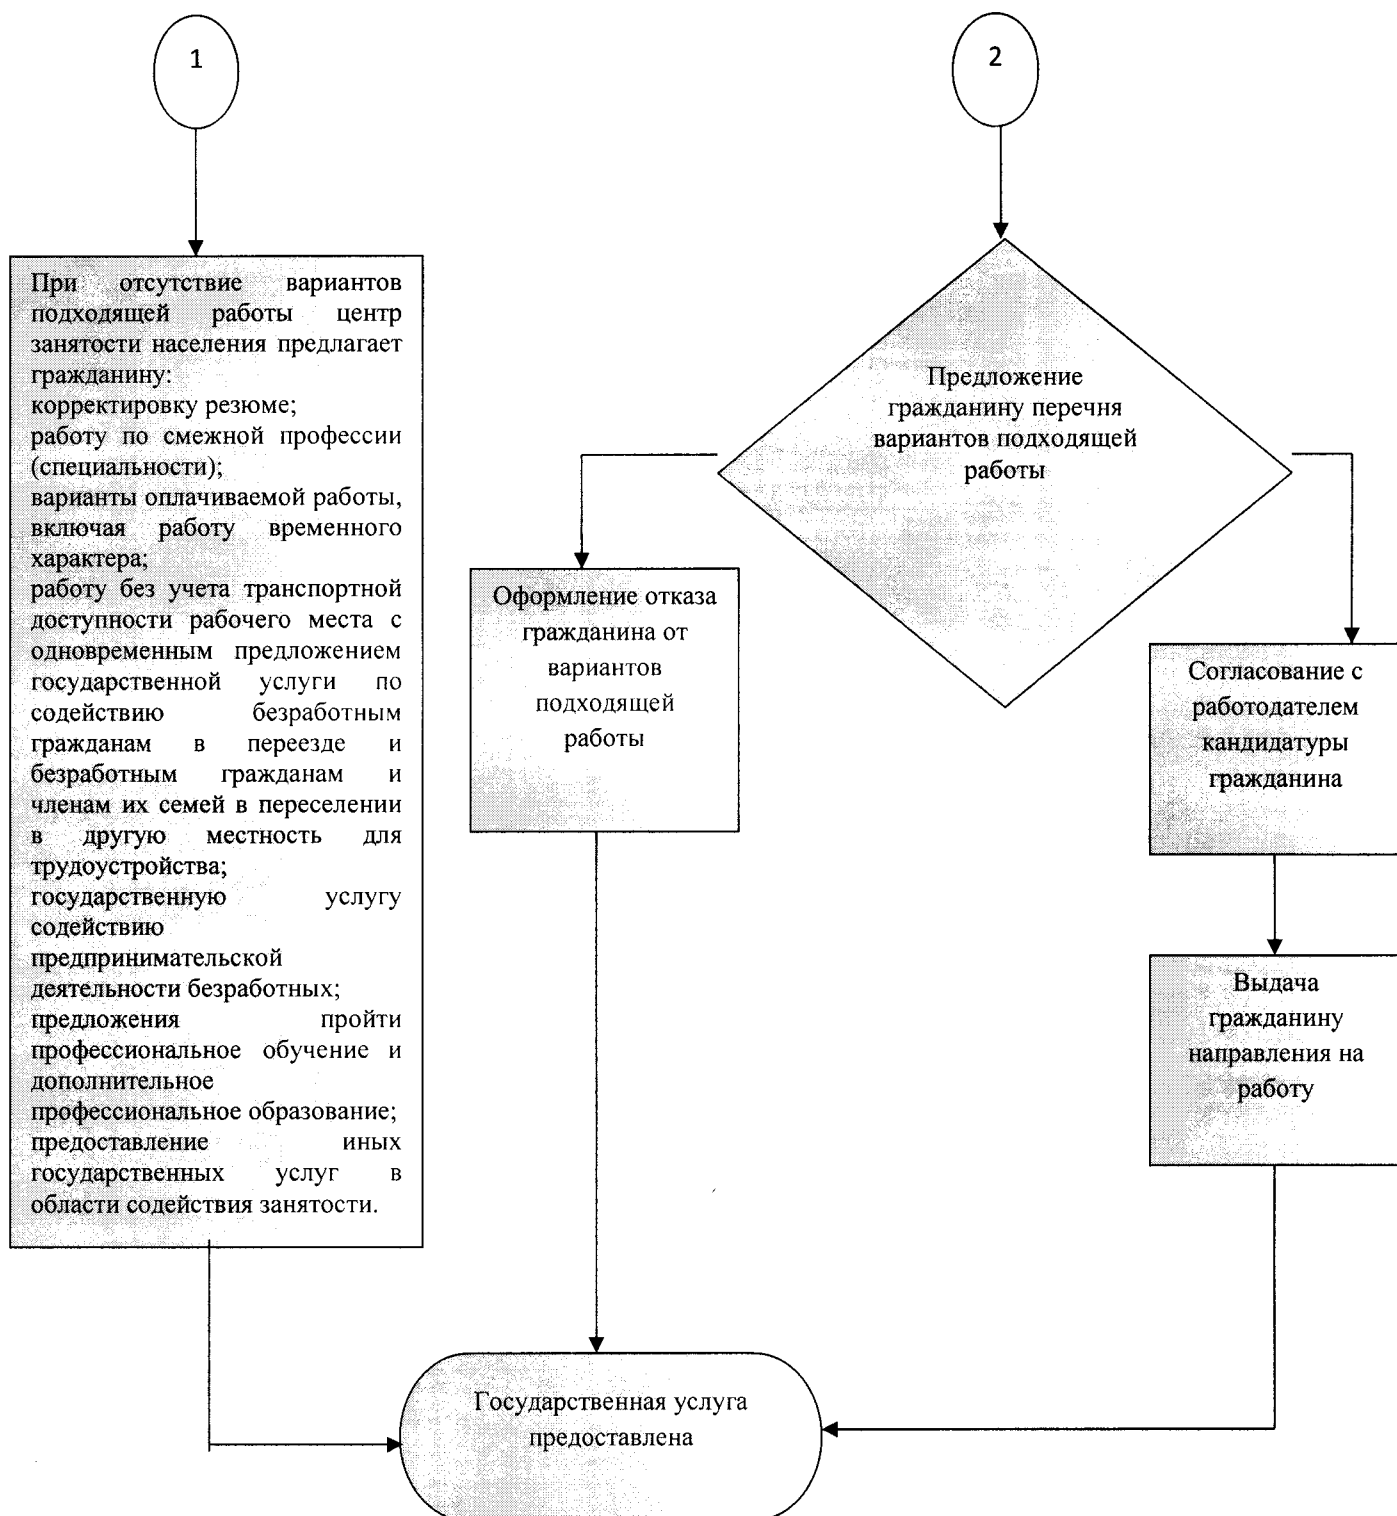 1
2
При отсутствие вариантов
подходящей работы центр
занятости населения предлагает
гражданину:
корректировку резюме;
работу по смежной профессии
(специальности);
варианты оплачиваемой работы,
включая работу временного
характера;
работу без учета транспортной
доступности рабочего места с
одновременным предложением
государственной услуги по
содействию безработным
гражданам в переезде и
безработным гражданам и
членам их семей в переселении
в другую местность для
трудоустройства;
государственную услугу
содействию
предпринимательской
деятельности безработных;
предложения пройти
профессиональное обучение и
дополнительное
профессиональное образование;
предоставление иных
государственных услуг в
области содействия занятости.
Предложение
гражданину перечня
вариантов подходящей
работы
Оформление отказа
гражданина от
вариантов
подходящей
работы
Согласование с
работодателем
кандидатуры
гражданина
Выдача
гражданину
направления на
работу
Государственная услуга
предоставлена